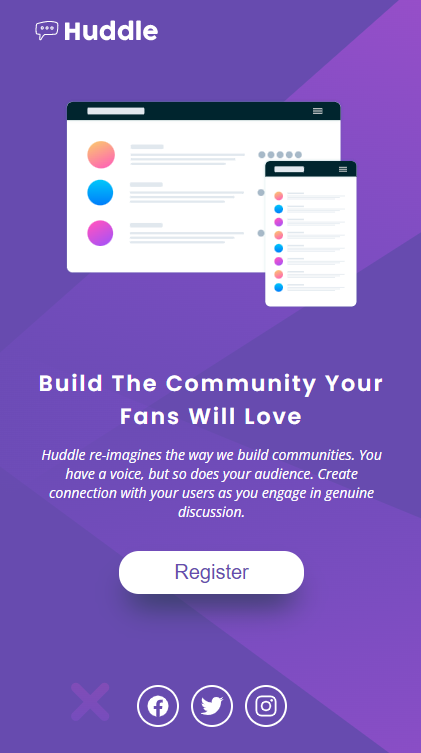 Huddle
Build The Community Your
Fans Will Love
Huddle re-imagines the way we build communities. You
have a voice, but so does your audience. Create
connection with your users as you engage in genuine
discussion.
Register